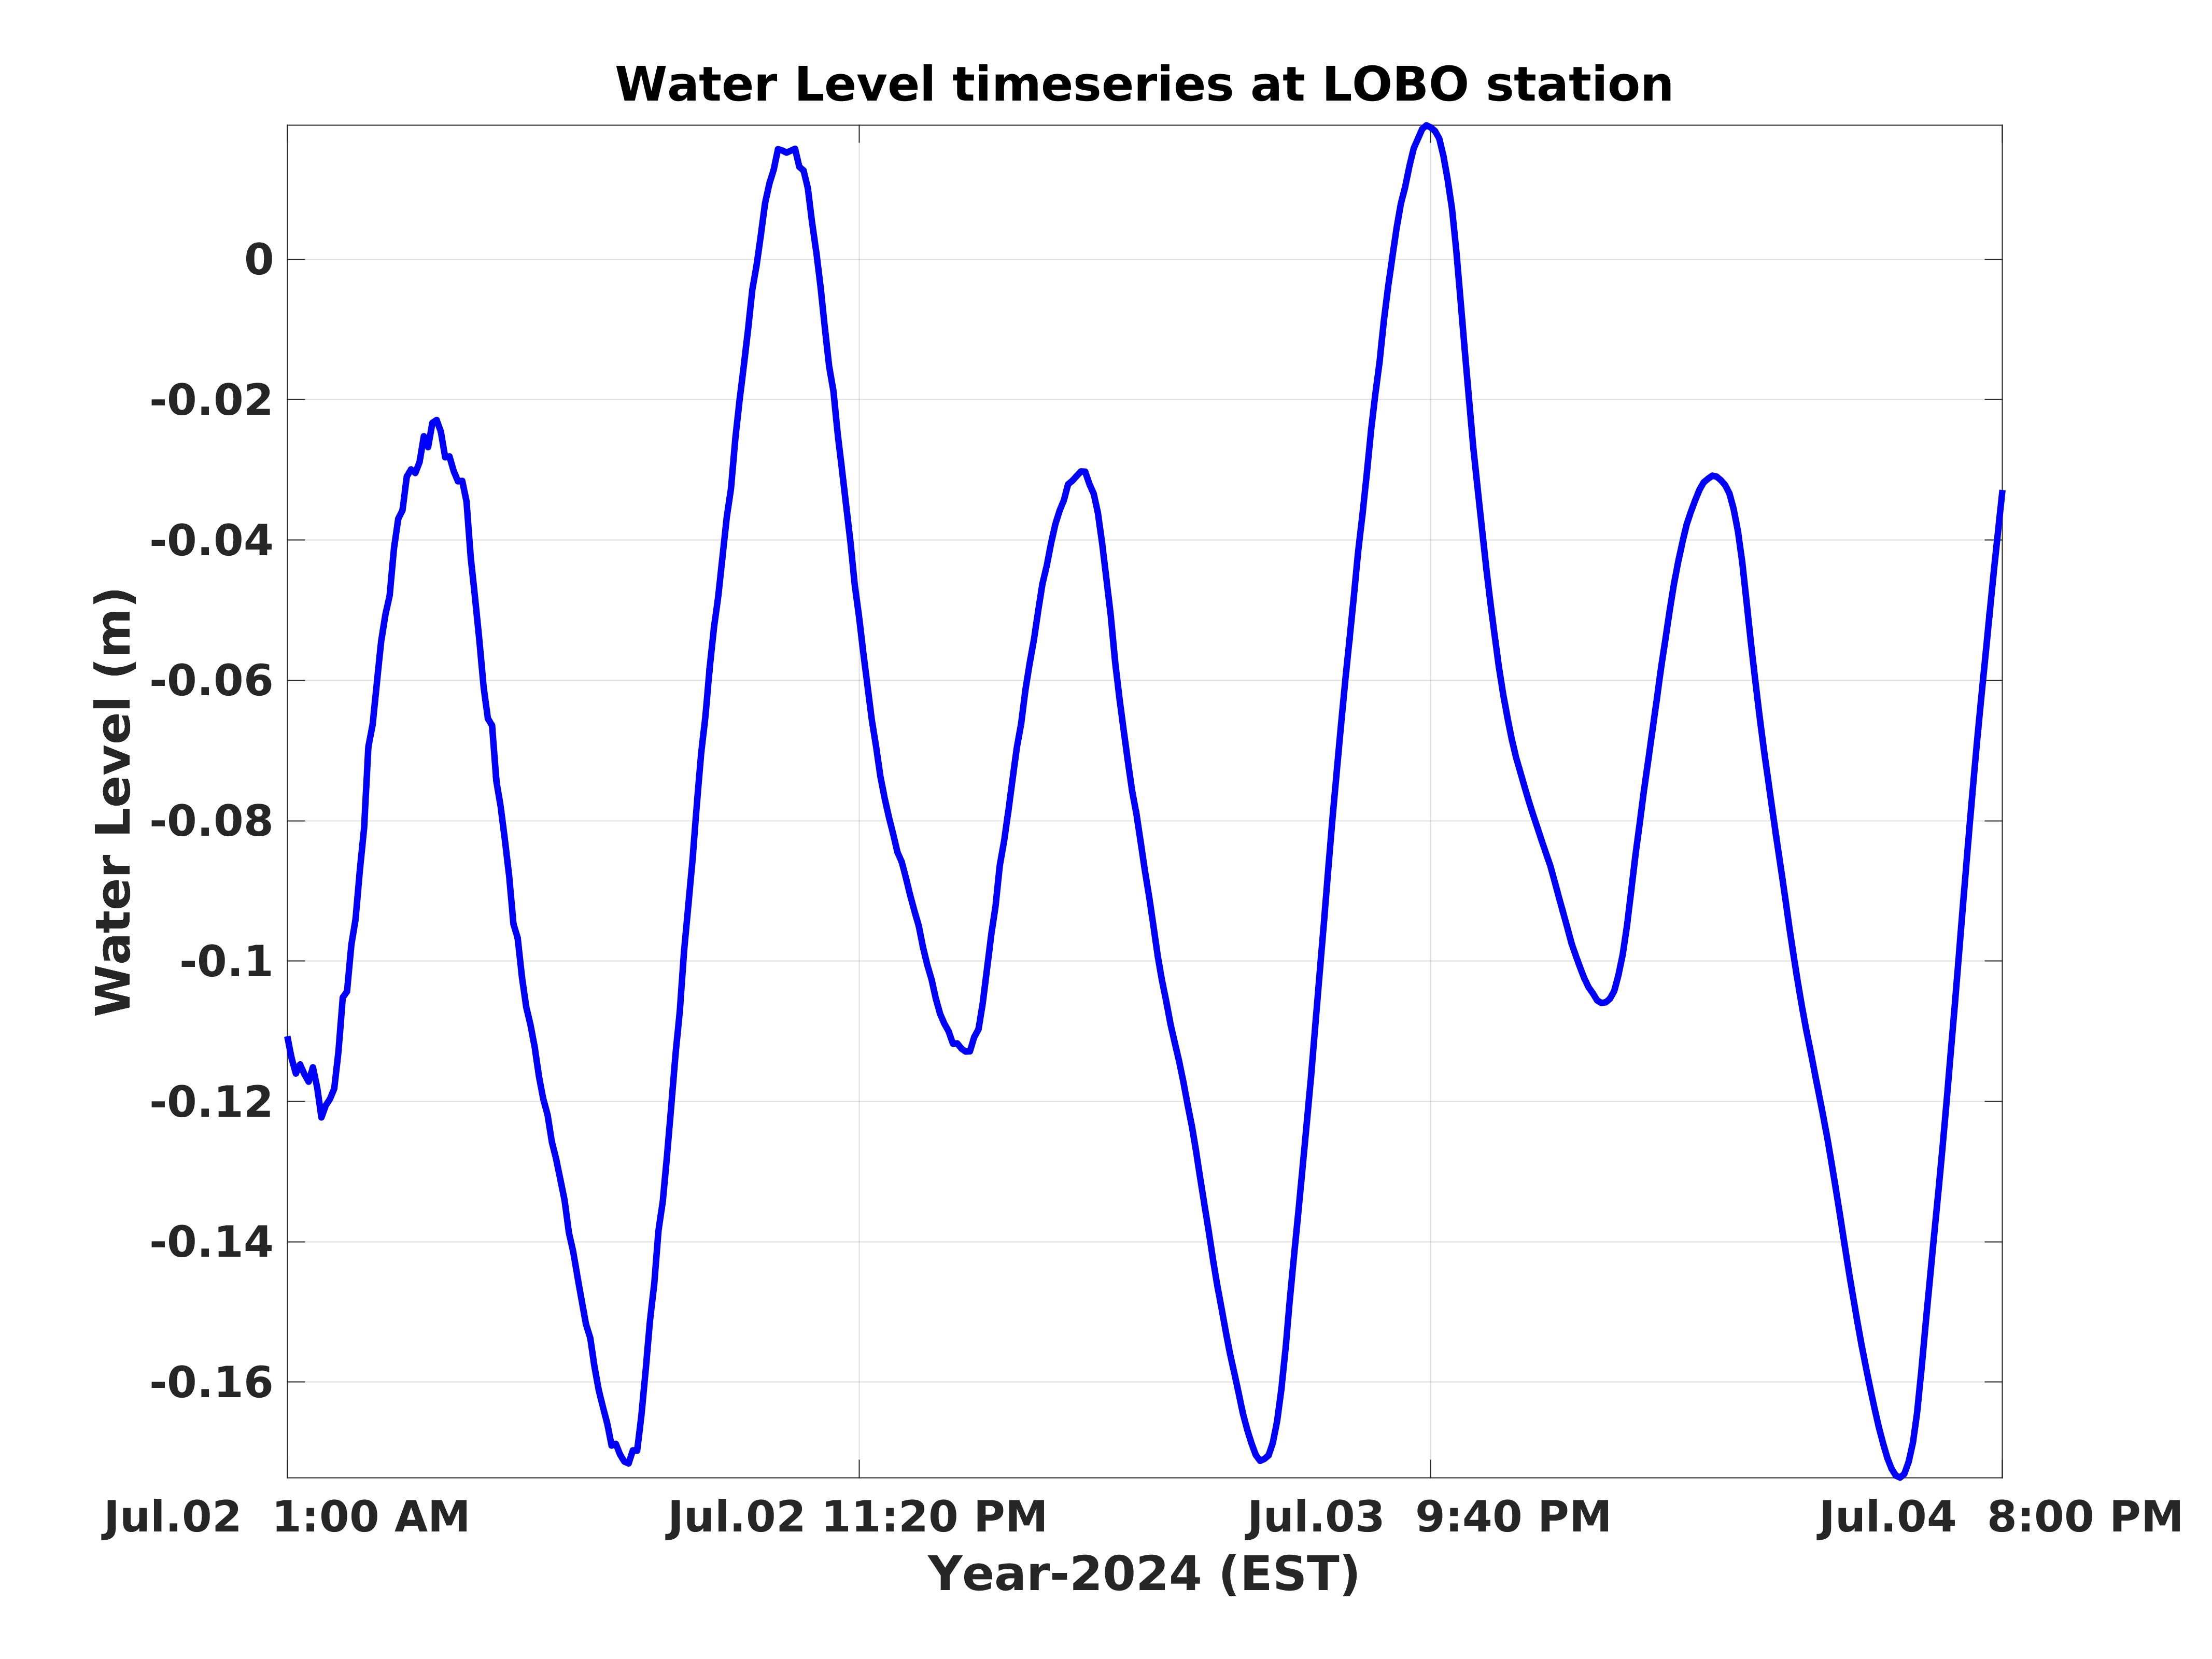 Water Level timeseries at LOBO station
Water Level (m)
0
-0.02
-0.04
-0.06
-0.08
-0.1
-0.12
-0.14
-0.16
Jul.02  1:00 AM
Jul.02 11:20 PM
Jul.03  9:40 PM
Jul.04  8:00 PM
Year-2024 (EST)